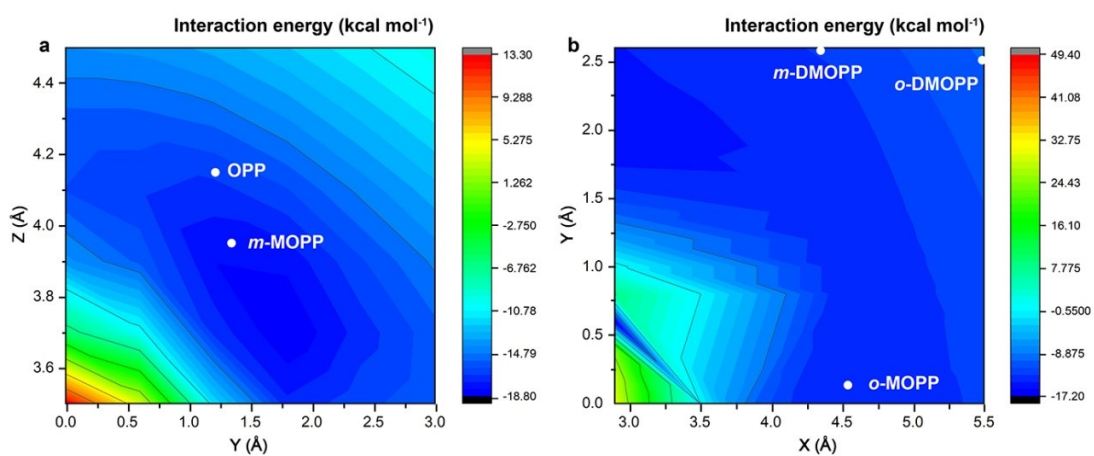 Interaction energy (kcal mol⁻¹)
a
4.4
4.2
4.0
3.8
3.6
Z (Å)
OPP
m-MOPP
0.0 0.5 1.0 1.5 2.0 2.5 3.0
Y (Å)
13.30
9.288
5.275
1.262
-2.750
-6.762
-10.78
-14.79
-18.80
Interaction energy (kcal mol⁻¹)
b
2.5
2.0
1.5
1.0
0.5
0.0
Y (Å)
m-DMOPP
o-DMOPP
o-MOPP
3.0 3.5 4.0 4.5 5.0 5.5
X (Å)
49.40
41.08
32.75
24.43
16.10
7.775
-0.5500
-8.875
-17.20